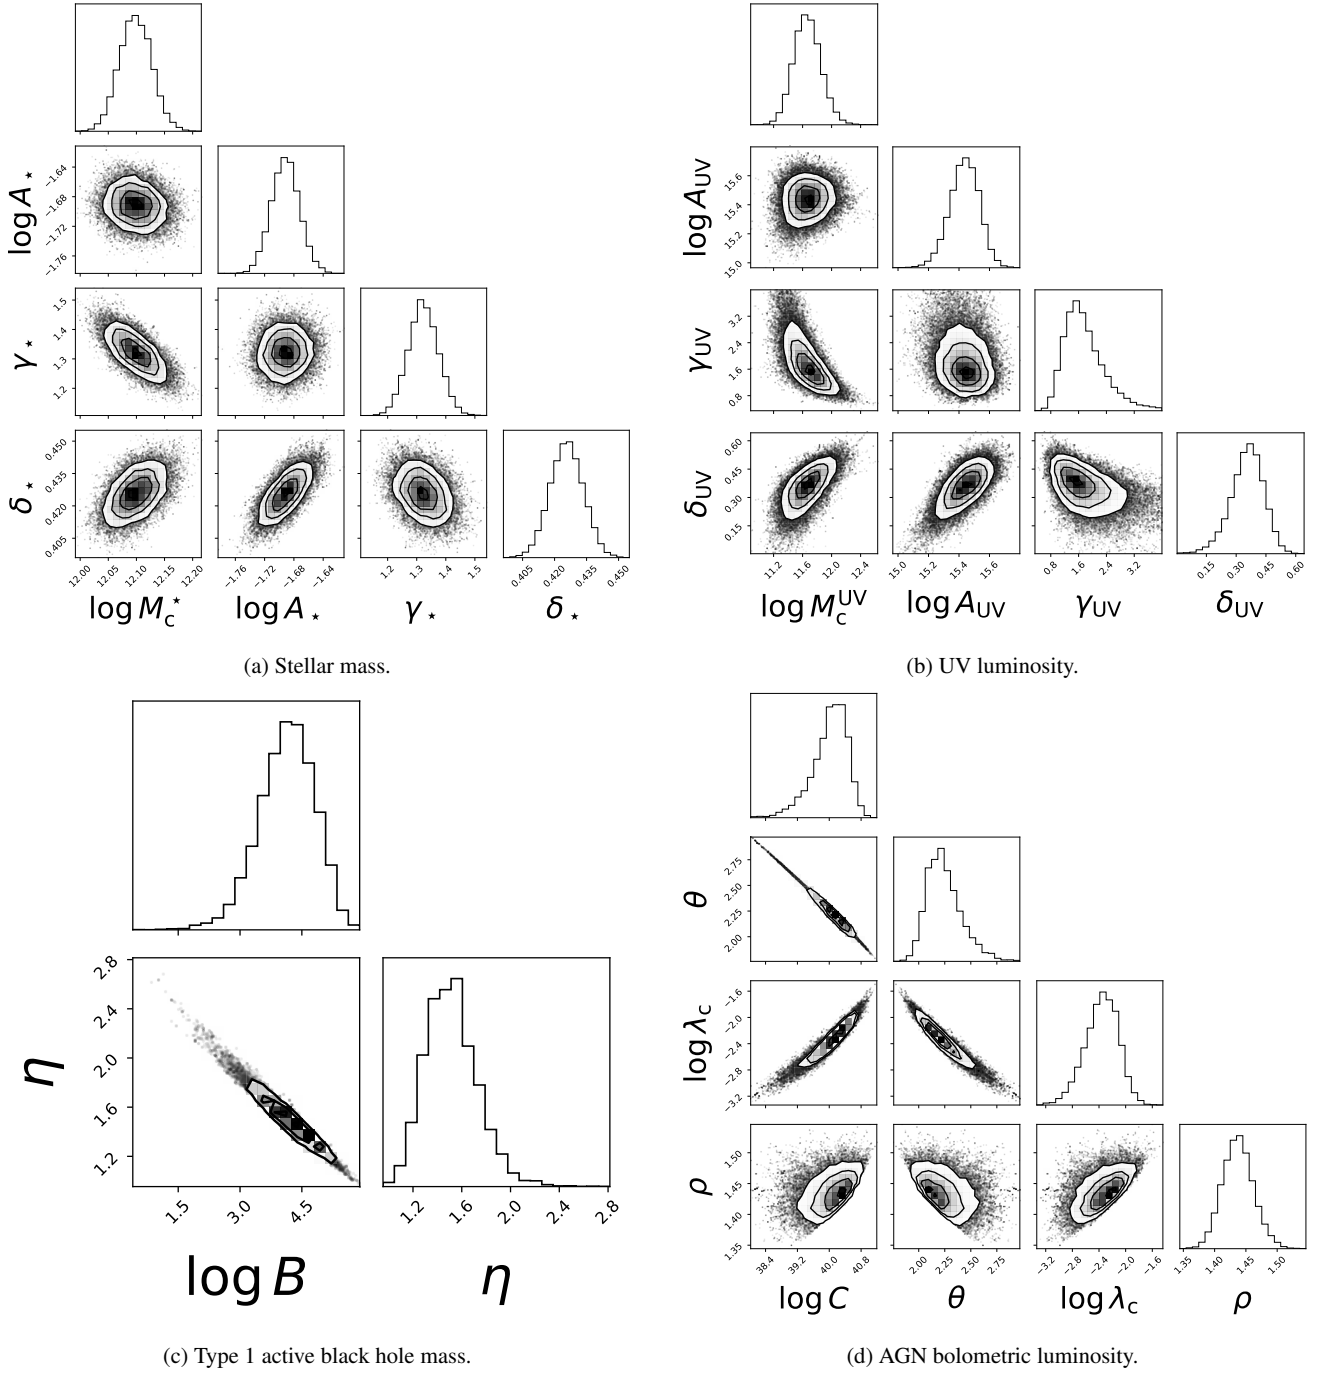 log A⋆
−1.64
−1.68
−1.72
−1.76
γ⋆
1.5
1.4
1.3
1.2
δ⋆
0.450
0.435
0.420
0.405
12.00 12.05 12.10 12.15 12.20
−1.76 −1.72 −1.68 −1.64
1.2 1.3 1.4 1.5
0.405 0.420 0.435 0.450
log M_c^⋆ log A⋆ γ⋆ δ⋆
(a) Stellar mass.
log A_UV
15.6
15.4
15.2
15.0
γ_UV
3.2
2.4
1.6
0.8
δ_UV
0.60
0.45
0.30
0.15
11.2 11.6 12.0 12.4
15.0 15.2 15.4 15.6
0.8 1.6 2.4 3.2
0.15 0.30 0.45 0.60
log M_c^UV log A_UV γ_UV δ_UV
(b) UV luminosity.
η
2.8
2.4
2.0
1.6
1.2
1.5 3.0 4.5
1.2 1.6 2.0 2.4 2.8
log B η
(c) Type 1 active black hole mass.
θ
2.75
2.50
2.25
2.00
log λ_c
−1.6
−2.0
−2.4
−2.8
−3.2
ρ
1.50
1.45
1.40
1.35
38.4 39.2 40.0 40.8
2.00 2.25 2.50 2.75
−3.2 −2.8 −2.4 −2.0 −1.6
1.35 1.40 1.45 1.50
log C θ log λ_c ρ
(d) AGN bolometric luminosity.